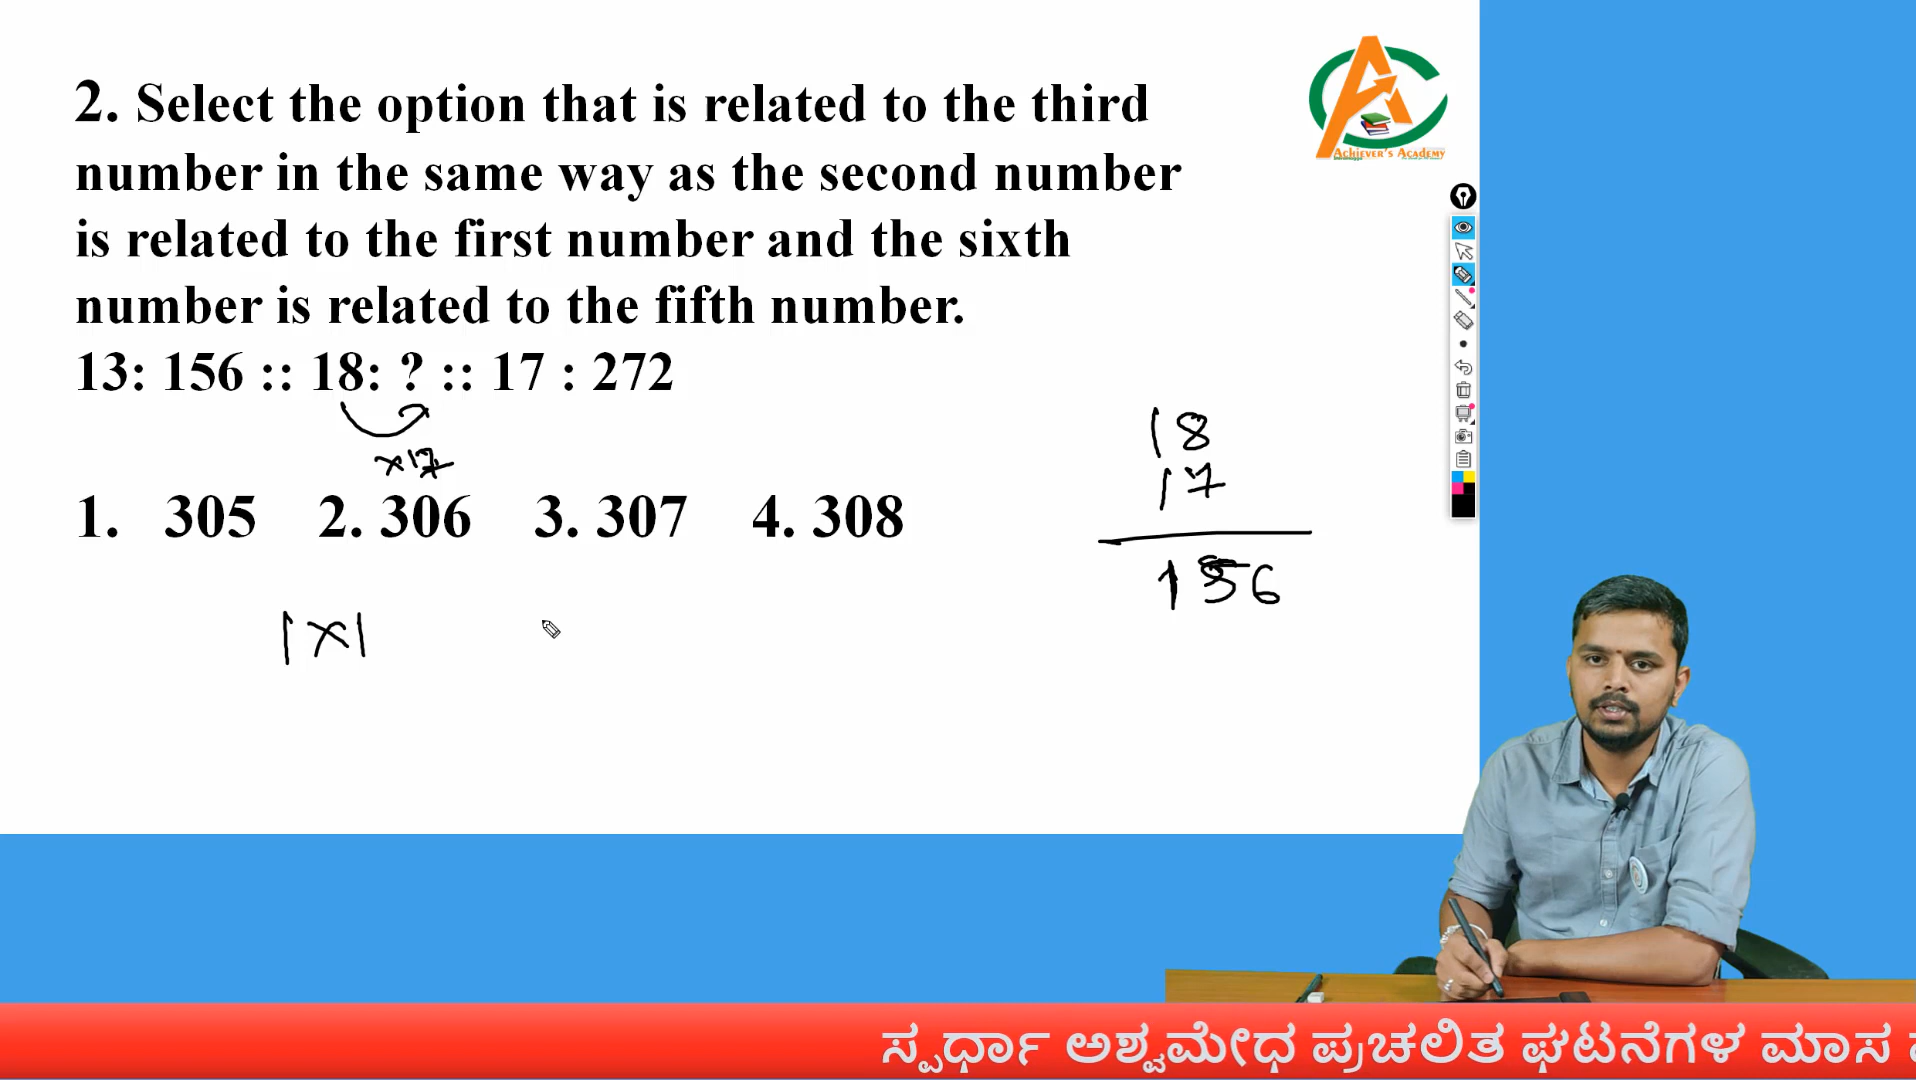 2. Select the option that is related to the third
number in the same way as the second number
is related to the first number and the sixth
number is related to the fifth number.
13: 156 :: 18: ? :: 17 : 272
×17
1. 305 2. 306 3. 307 4. 308
1×1
18
17
156
ACHIEVER'S ACADEMY
ಸ್ಪರ್ಧಾ ಅಶ್ವಮೇಧ ಪ್ರಚಲಿತ ಘಟನೆಗಳ ಮಾಸ